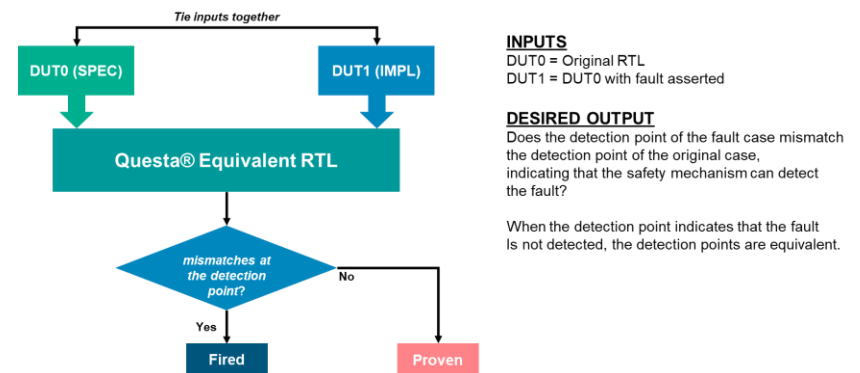 Tie inputs together
DUT0 (SPEC)
DUT1 (IMPL)
Questa® Equivalent RTL
mismatches at
the detection
point?
No
Yes
Fired
Proven
INPUTS
DUT0 = Original RTL
DUT1 = DUT0 with fault asserted
DESIRED OUTPUT
Does the detection point of the fault case mismatch
the detection point of the original case,
indicating that the safety mechanism can detect
the fault?
When the detection point indicates that the fault
Is not detected, the detection points are equivalent.